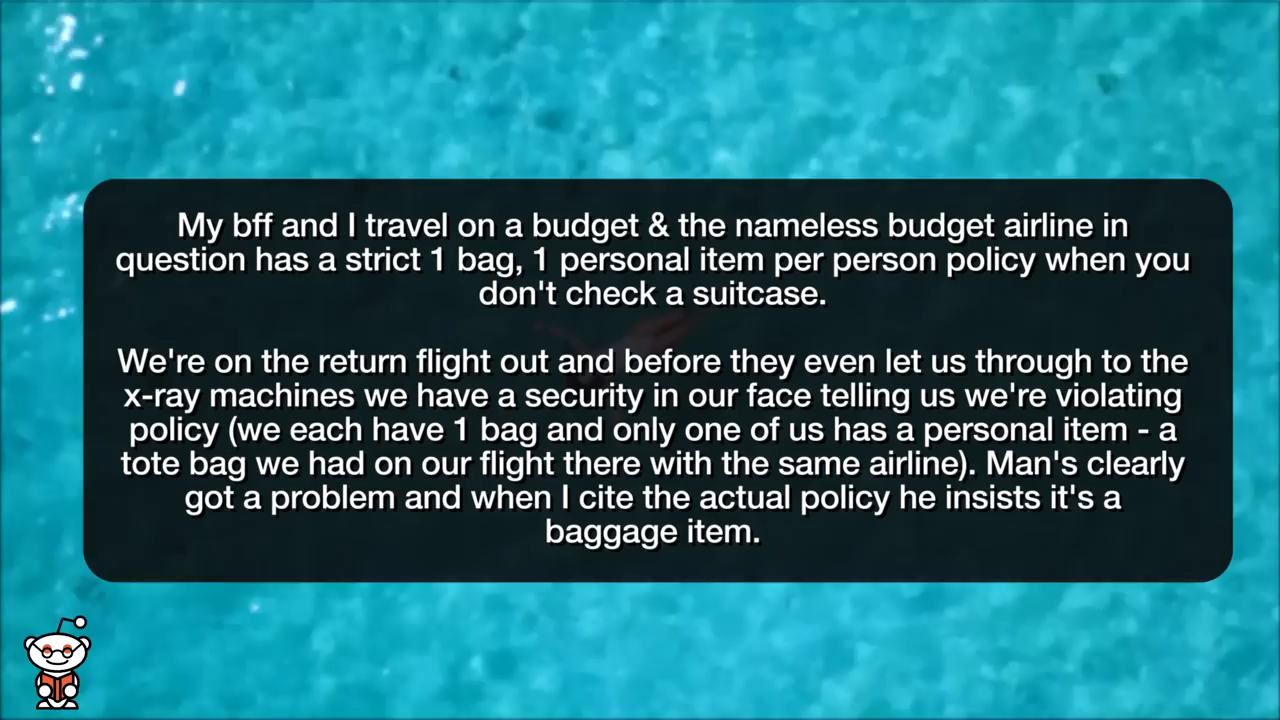 My bff and I travel on a budget & the nameless budget airline in
question has a strict 1 bag, 1 personal item per person policy when you
don't check a suitcase.
We're on the return flight out and before they even let us through to the
x-ray machines we have a security in our face telling us we're violating
policy (we each have 1 bag and only one of us has a personal item - a
tote bag we had on our flight there with the same airline). Man's clearly
got a problem and when I cite the actual policy he insists it's a
baggage item.